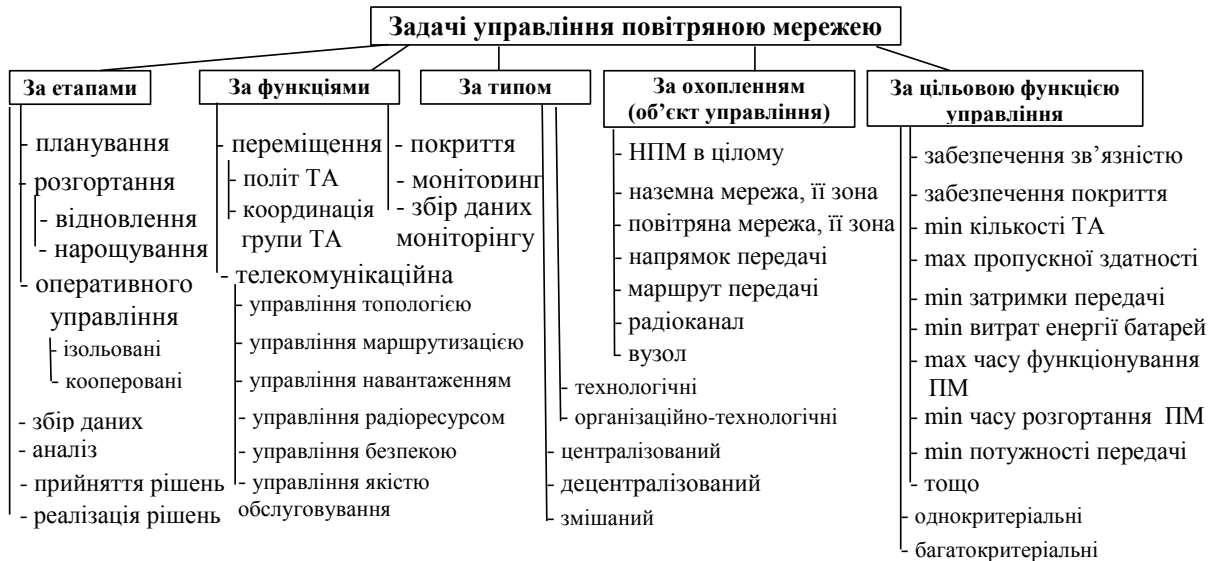 Задачі управління повітряною мережею
За етапами
- планування
- розгортання
- відновлення
- нарощування
- оперативного
управління
- ізольовані
- кооперовані
- збір даних
- аналіз
- прийняття рішень
- реалізація рішень
За функціями
- переміщення
- політ ТА
- координація
групи ТА
- телекомунікаційна
- управління топологією
- управління маршрутизацією
- управління навантаженням
- управління радіоресурсом
- управління безпекою
- управління якістю
обслуговування
- покриття
- моніторинг
- збір даних
моніторінгу
За типом
- технологічні
- організаційно-технологічні
- централізований
- децентралізований
- змішаний
За охопленням
(об’єкт управління)
- НПМ в цілому
- наземна мережа, її зона
- повітряна мережа, її зона
- напрямок передачі
- маршрут передачі
- радіоканал
- вузол
За цільовою функцією
управління
- забезпечення зв’язністю
- забезпечення покриття
- min кількості ТА
- max пропускної здатності
- min затримки передачі
- min витрат енергії батарей
- max часу функціонування
ПМ
- min часу розгортання ПМ
- min потужності передачі
- тощо
- однокритеріальні
- багатокритеріальні